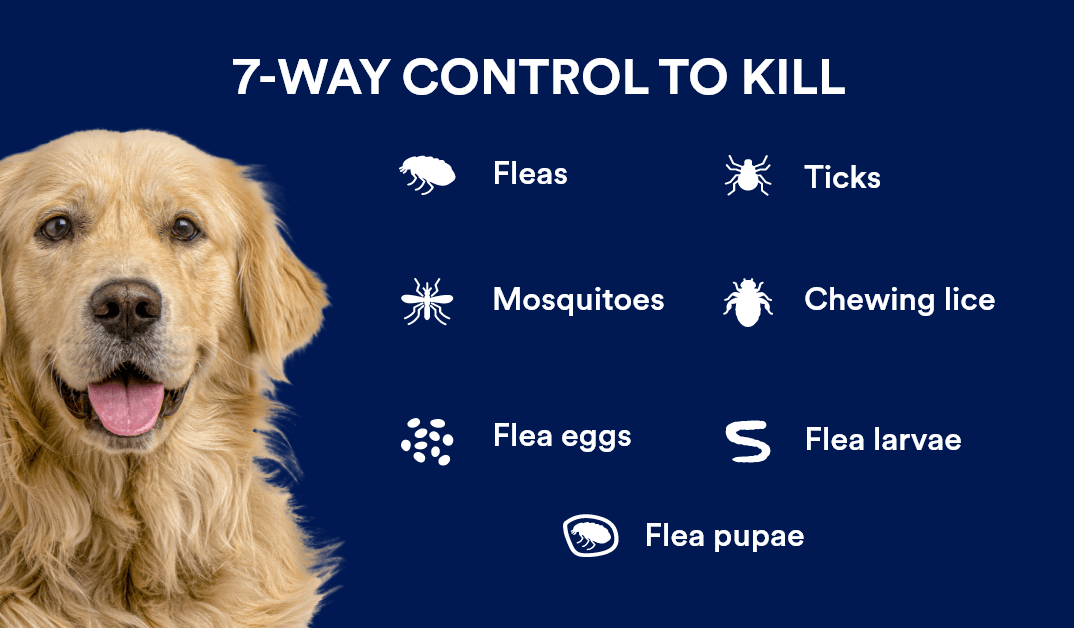 7-WAY CONTROL TO KILL
Fleas
Ticks
Mosquitoes
Chewing lice
Flea eggs
Flea larvae
Flea pupae